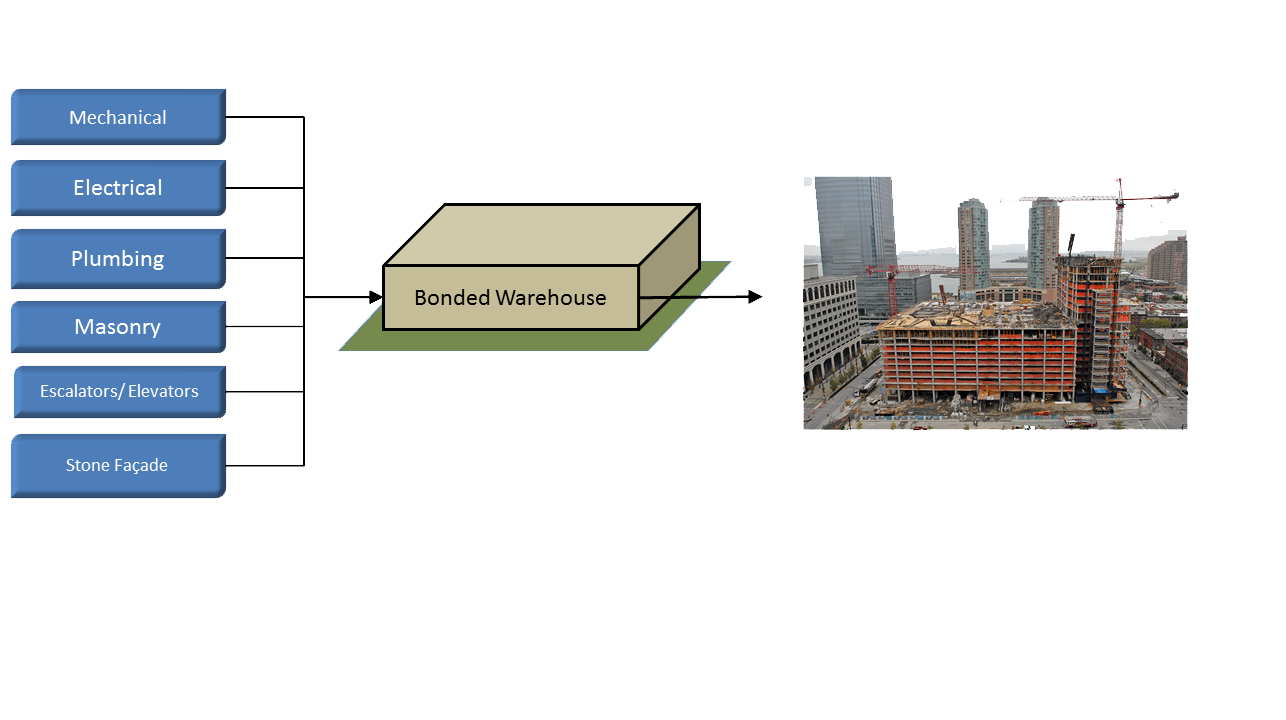 Mechanical
Electrical
Plumbing
Masonry
Escalators/ Elevators
Stone Façade
Bonded Warehouse